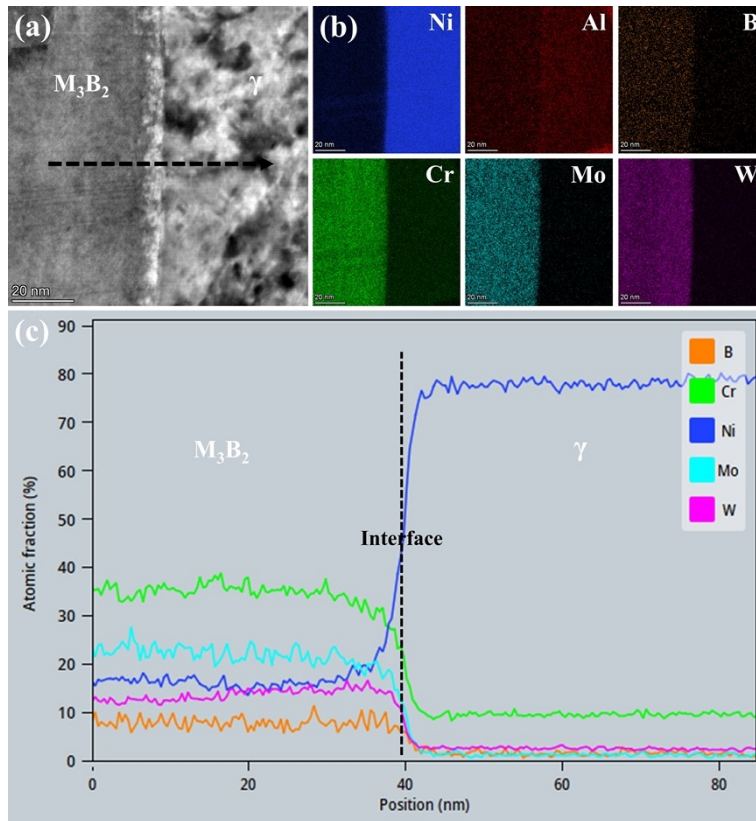 (a)
M₃B₂
γ
20 nm
(b)
Ni
20 nm
Al
20 nm
B
20 nm
Cr
20 nm
Mo
20 nm
W
20 nm
(c)
90
80
70
60
50
40
30
20
10
0
Atomic fraction (%)
M₃B₂
γ
Interface
B
Cr
Ni
Mo
W
0
20
40
60
80
Position (nm)